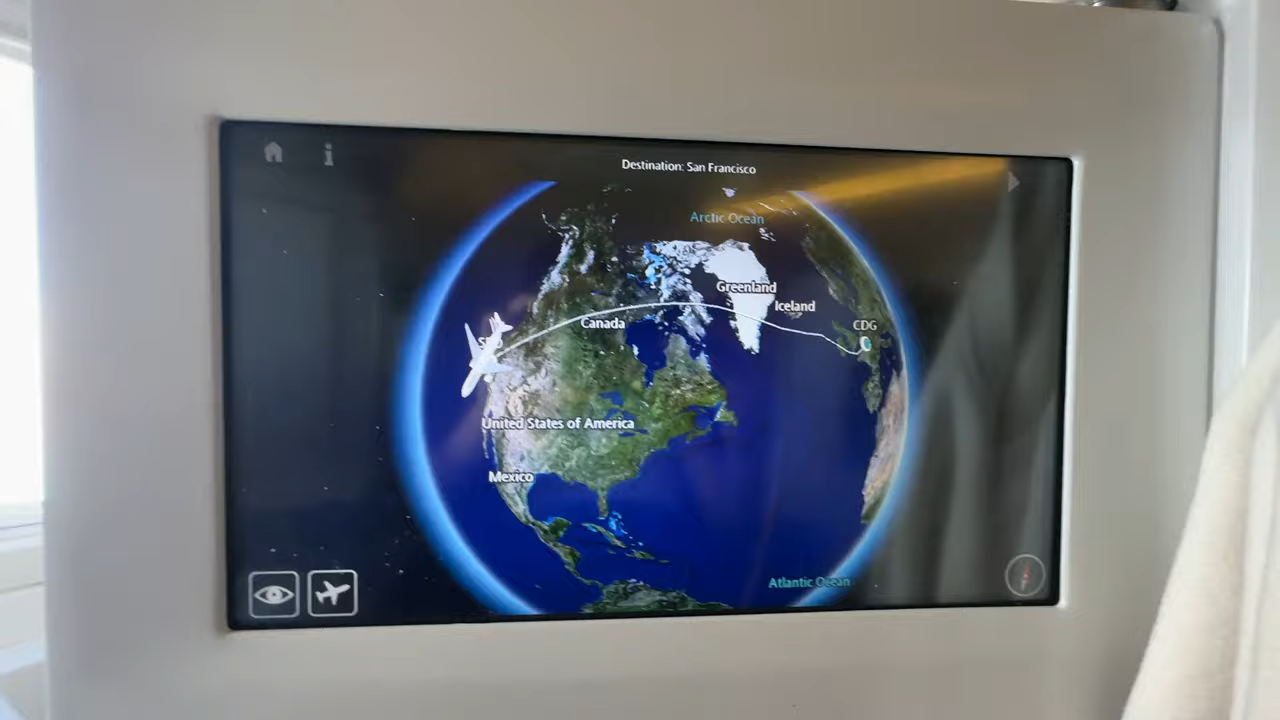 Destination: San Francisco
Arctic Ocean
Greenland
Iceland
Canada
CDG
United States of America
Mexico
Atlantic Ocean